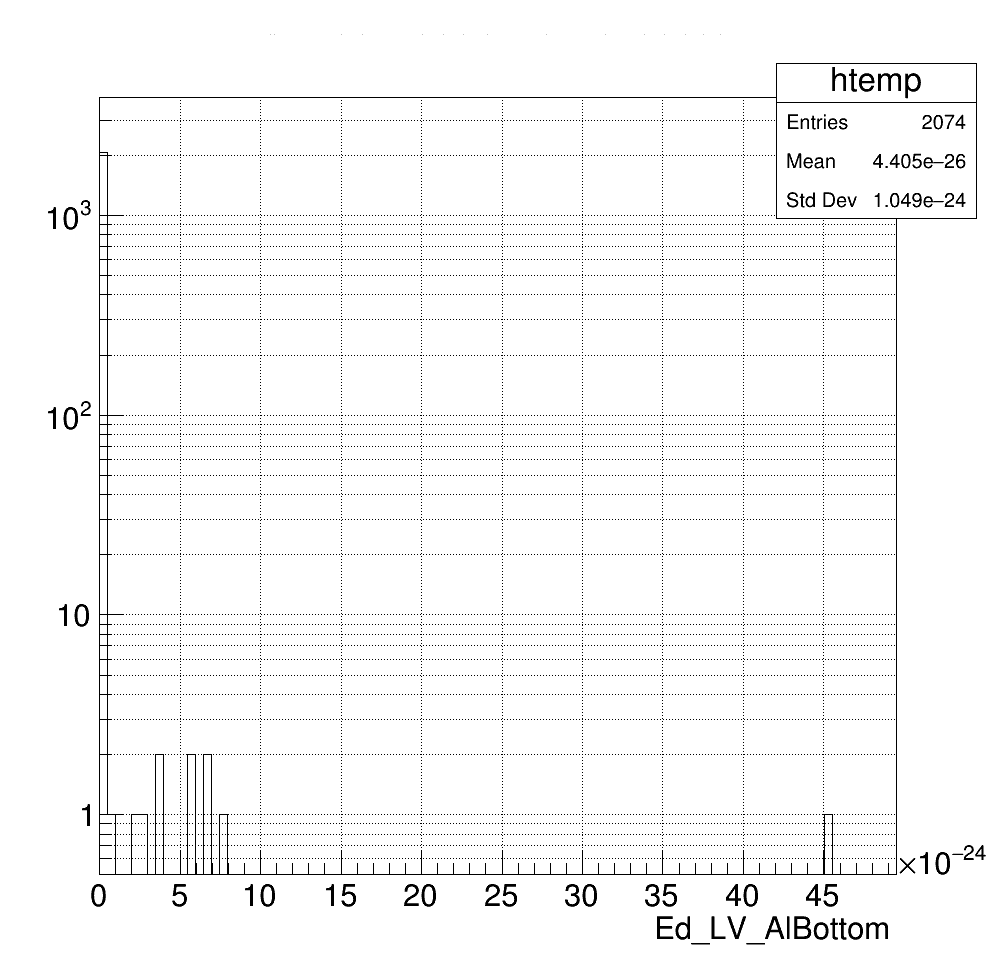 htemp
Entries 2074
Mean 4.405e−26
Std Dev 1.049e−24
10³
10²
10
1
0 5 10 15 20 25 30 35 40 45
×10⁻²⁴
Ed_LV_AlBottom